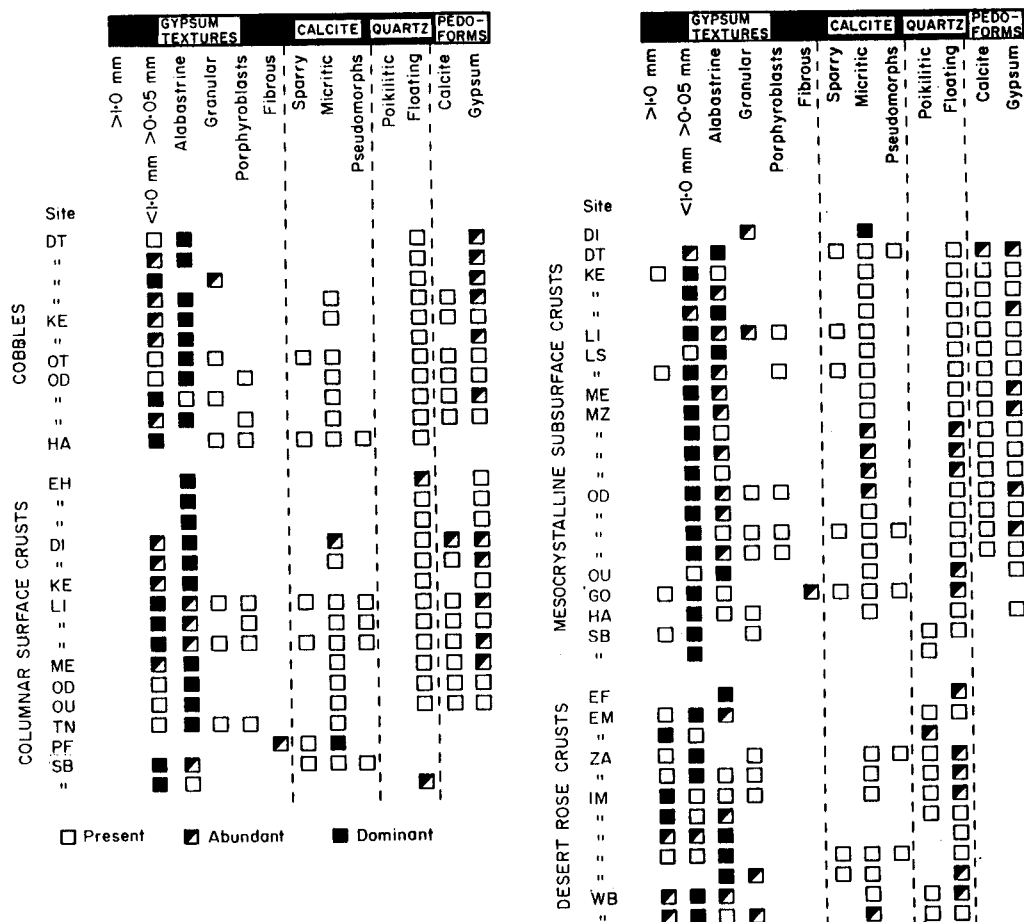 GYPSUM TEXTURES CALCITE QUARTZ PEDO-FORMS
>1·0 mm
<1·0 mm >0·05 mm
Alabastrine
Granular
Porphyroblasts
Fibrous
Sparry
Micritic
Pseudomorphs
Poikilitic
Floating
Calcite
Gypsum
Site
COBBLES
DT
"
"
"
KE
"
OT
OD
"
"
HA
COLUMNAR SURFACE CRUSTS
EH
"
"
DI
"
KE
LI
"
"
ME
OD
OU
TN
PF
SB
"
Present Abundant Dominant
GYPSUM TEXTURES CALCITE QUARTZ PEDO-FORMS
>1·0 mm
<1·0 mm >0·05 mm
Alabastrine
Granular
Porphyroblasts
Fibrous
Sparry
Micritic
Pseudomorphs
Poikilitic
Floating
Calcite
Gypsum
Site
MESOCRYSTALLINE SUBSURFACE CRUSTS
DI
DT
KE
"
"
LI
LS
"
ME
MZ
"
"
"
OD
"
"
"
OU
GO
HA
SB
"
DESERT ROSE CRUSTS
EF
EM
"
ZA
"
IM
"
"
"
"
WB
"